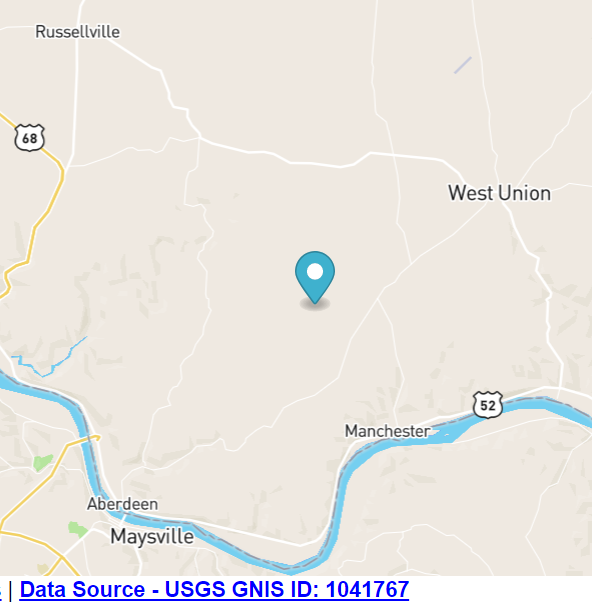 Russellville
68
West Union
52
Manchester
Aberdeen
Maysville
| Data Source - USGS GNIS ID: 1041767